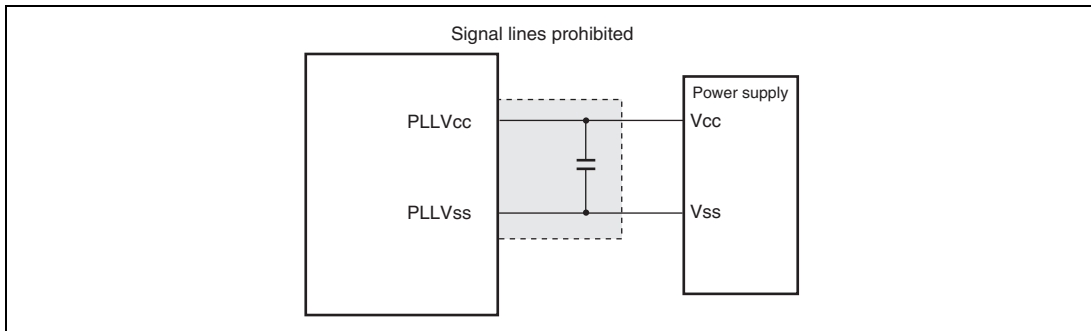 Signal lines prohibited
Power supply
PLLVcc
Vcc
PLLVss
Vss